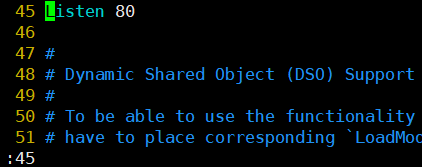 45 Listen 80
46
47 #
48 # Dynamic Shared Object (DSO) Support
49 #
50 # To be able to use the functionality
51 # have to place corresponding `LoadMod
:45